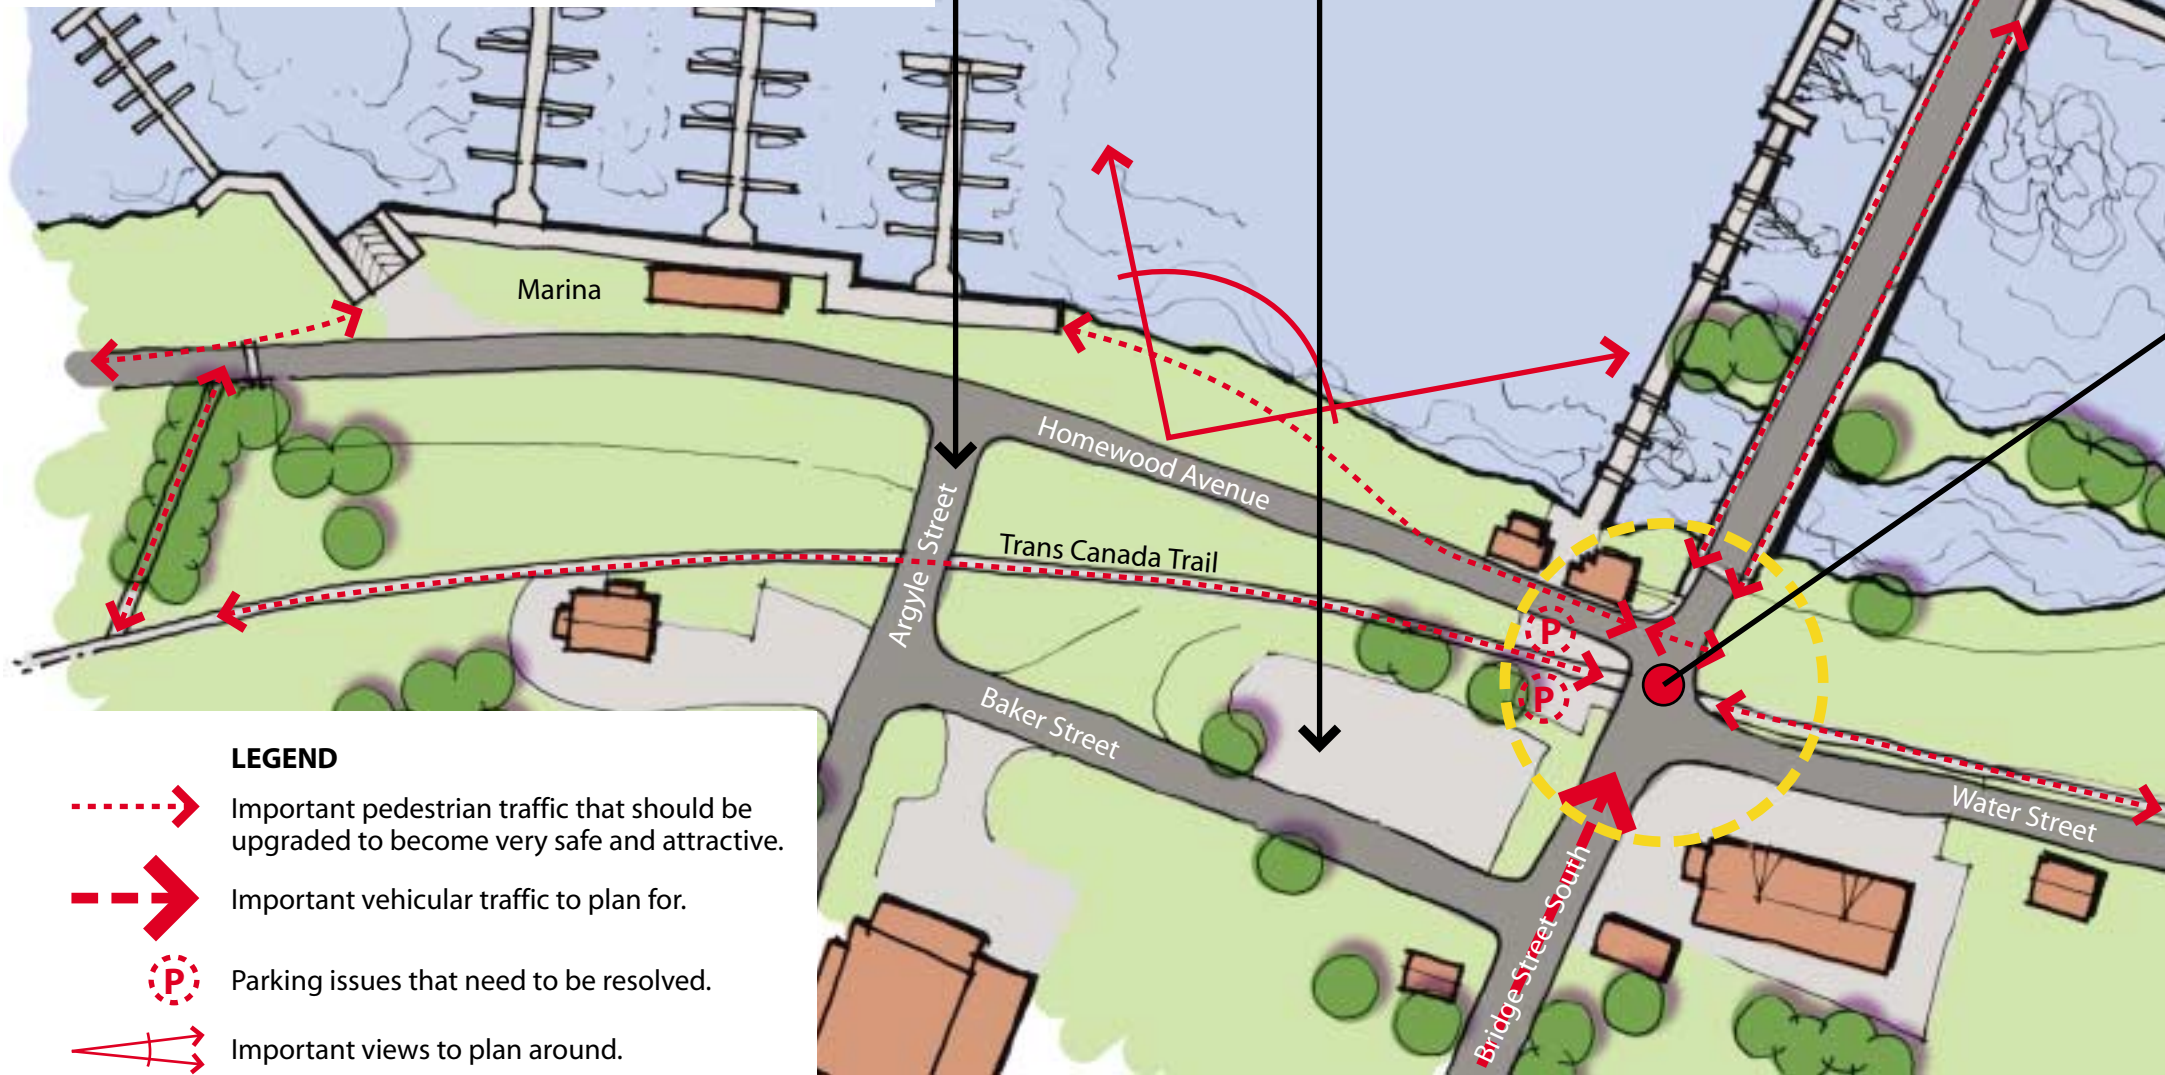 Marina
Homewood Avenue
Trans Canada Trail
Argyle Street
P
P
Baker Street
Water Street
Bridge Street South
LEGEND
Important pedestrian traffic that should be
upgraded to become very safe and attractive.
Important vehicular traffic to plan for.
P
Parking issues that need to be resolved.
Important views to plan around.